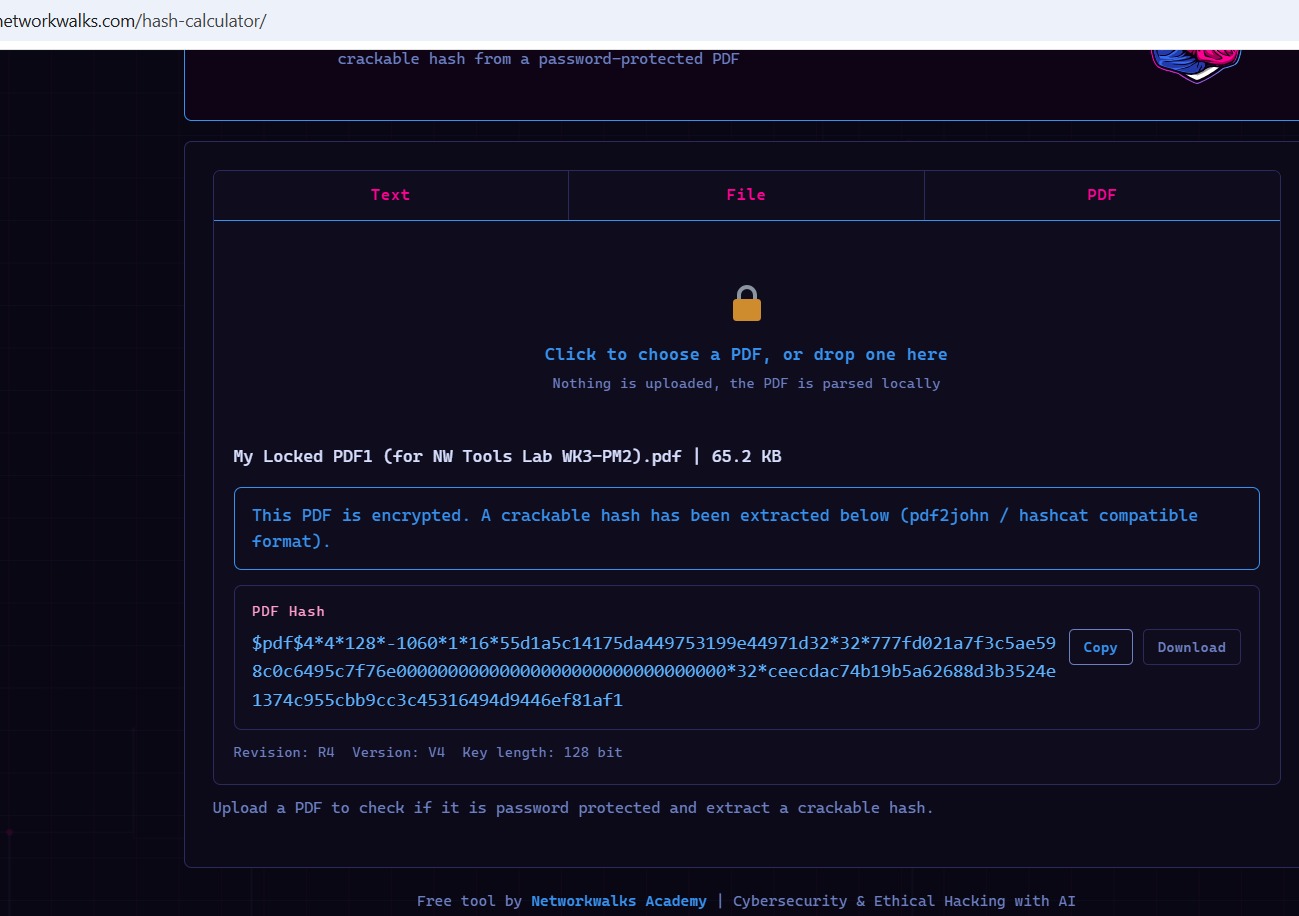 networkwalks.com/hash-calculator/
crackable hash from a password-protected PDF
Text
File
PDF
Click to choose a PDF, or drop one here
Nothing is uploaded, the PDF is parsed locally
My Locked PDF1 (for NW Tools Lab WK3-PM2).pdf | 65.2 KB
This PDF is encrypted. A crackable hash has been extracted below (pdf2john / hashcat compatible
format).
PDF Hash
$pdf$4*4*128*-1060*1*16*55d1a5c14175da449753199e44971d32*32*777fd021a7f3c5ae59
8c0c6495c7f76e00000000000000000000000000000000*32*ceecdac74b19b5a62688d3b3524e
1374c955cbb9cc3c45316494d9446ef81af1
Copy
Download
Revision: R4 Version: V4 Key length: 128 bit
Upload a PDF to check if it is password protected and extract a crackable hash.
Free tool by Networkwalks Academy | Cybersecurity & Ethical Hacking with AI